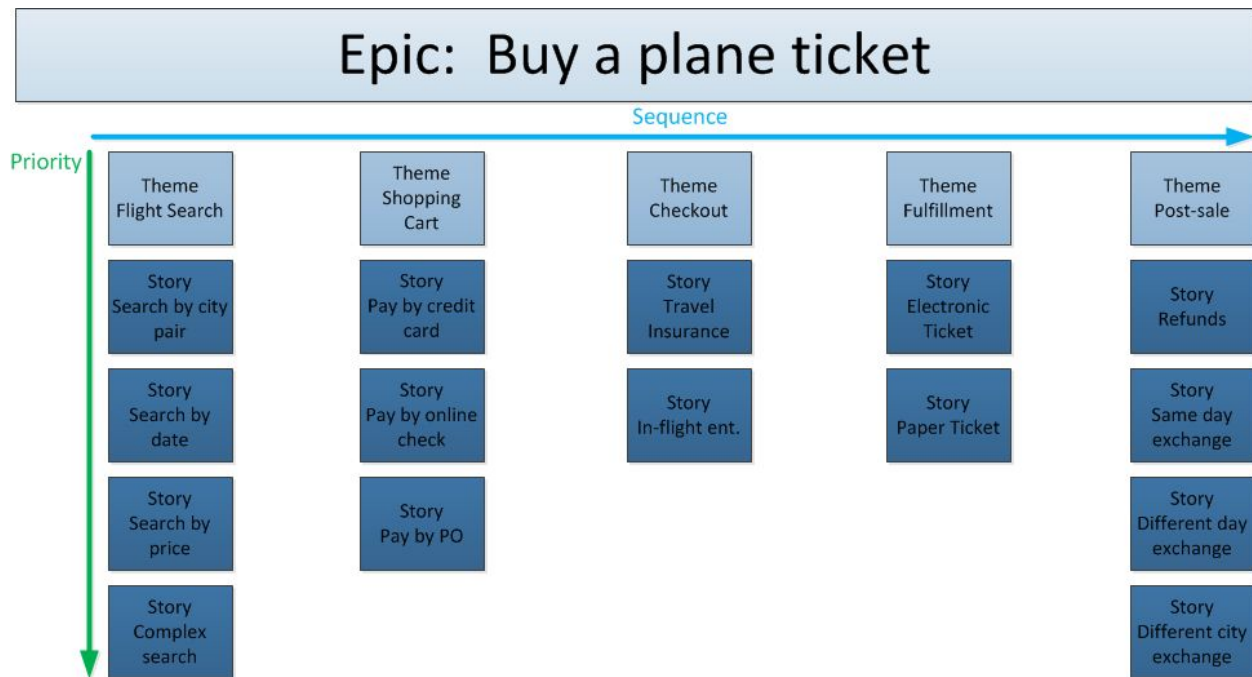 Epic:  Buy a plane ticket
Sequence
Priority
Theme
Flight Search
Theme
Shopping
Cart
Theme
Checkout
Theme
Fulfillment
Theme
Post-sale
Story
Search by city
pair
Story
Pay by credit
card
Story
Travel
Insurance
Story
Electronic
Ticket
Story
Refunds
Story
Search by
date
Story
Pay by online
check
Story
In-flight ent.
Story
Paper Ticket
Story
Same day
exchange
Story
Search by
price
Story
Pay by PO
Story
Different day
exchange
Story
Complex
search
Story
Different city
exchange